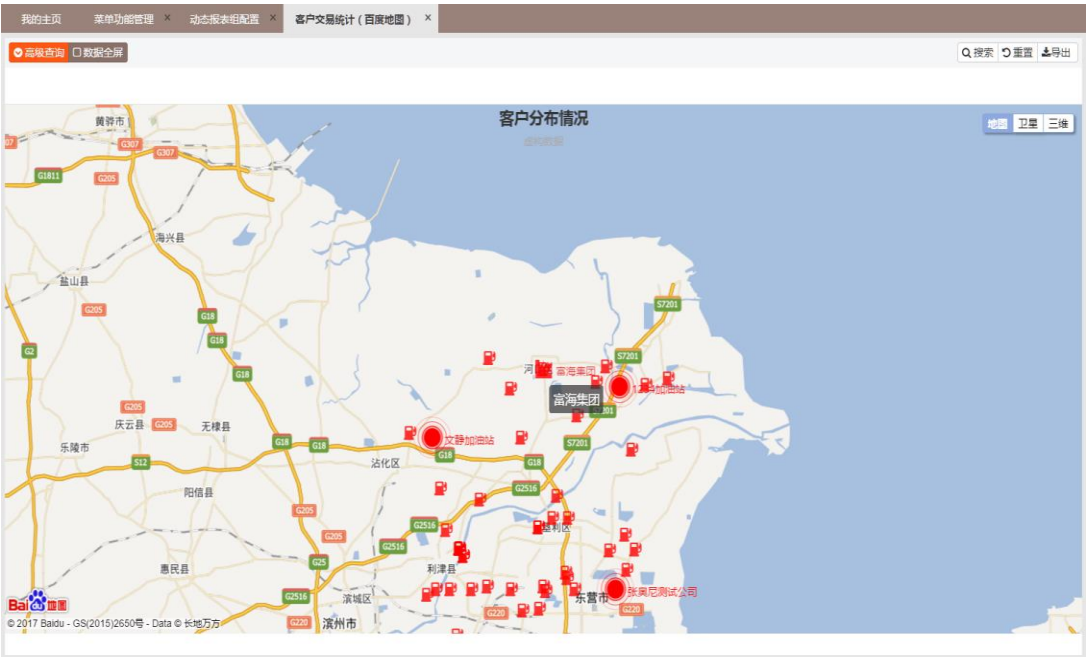 我的主页 菜单功能管理 × 动态报表组配置 × 客户交易统计（百度地图） ×
高级查询 数据全屏 搜索 重置 导出
客户分布情况
地图 卫星 三维
黄骅市
G307
G307
G1811
G205
海兴县
盐山县
G205
S7201
G18
G18
G2
S7201
G18
富海集团
富海集团
G205
庆云县 G205 无棣县
文静加油站
G18 G18
S7201
乐陵市
G18
S12
沾化区
G18
阳信县
G2516
G205
G2516
垦利区
G205
G2516
G25
惠民县
利津县
张奥尼测试公司
G2516
滨城区
东营市
G220
G220
Bai du 地图
© 2017 Baidu - GS(2015)2650号 - Data © 长地万方
G220
滨州市